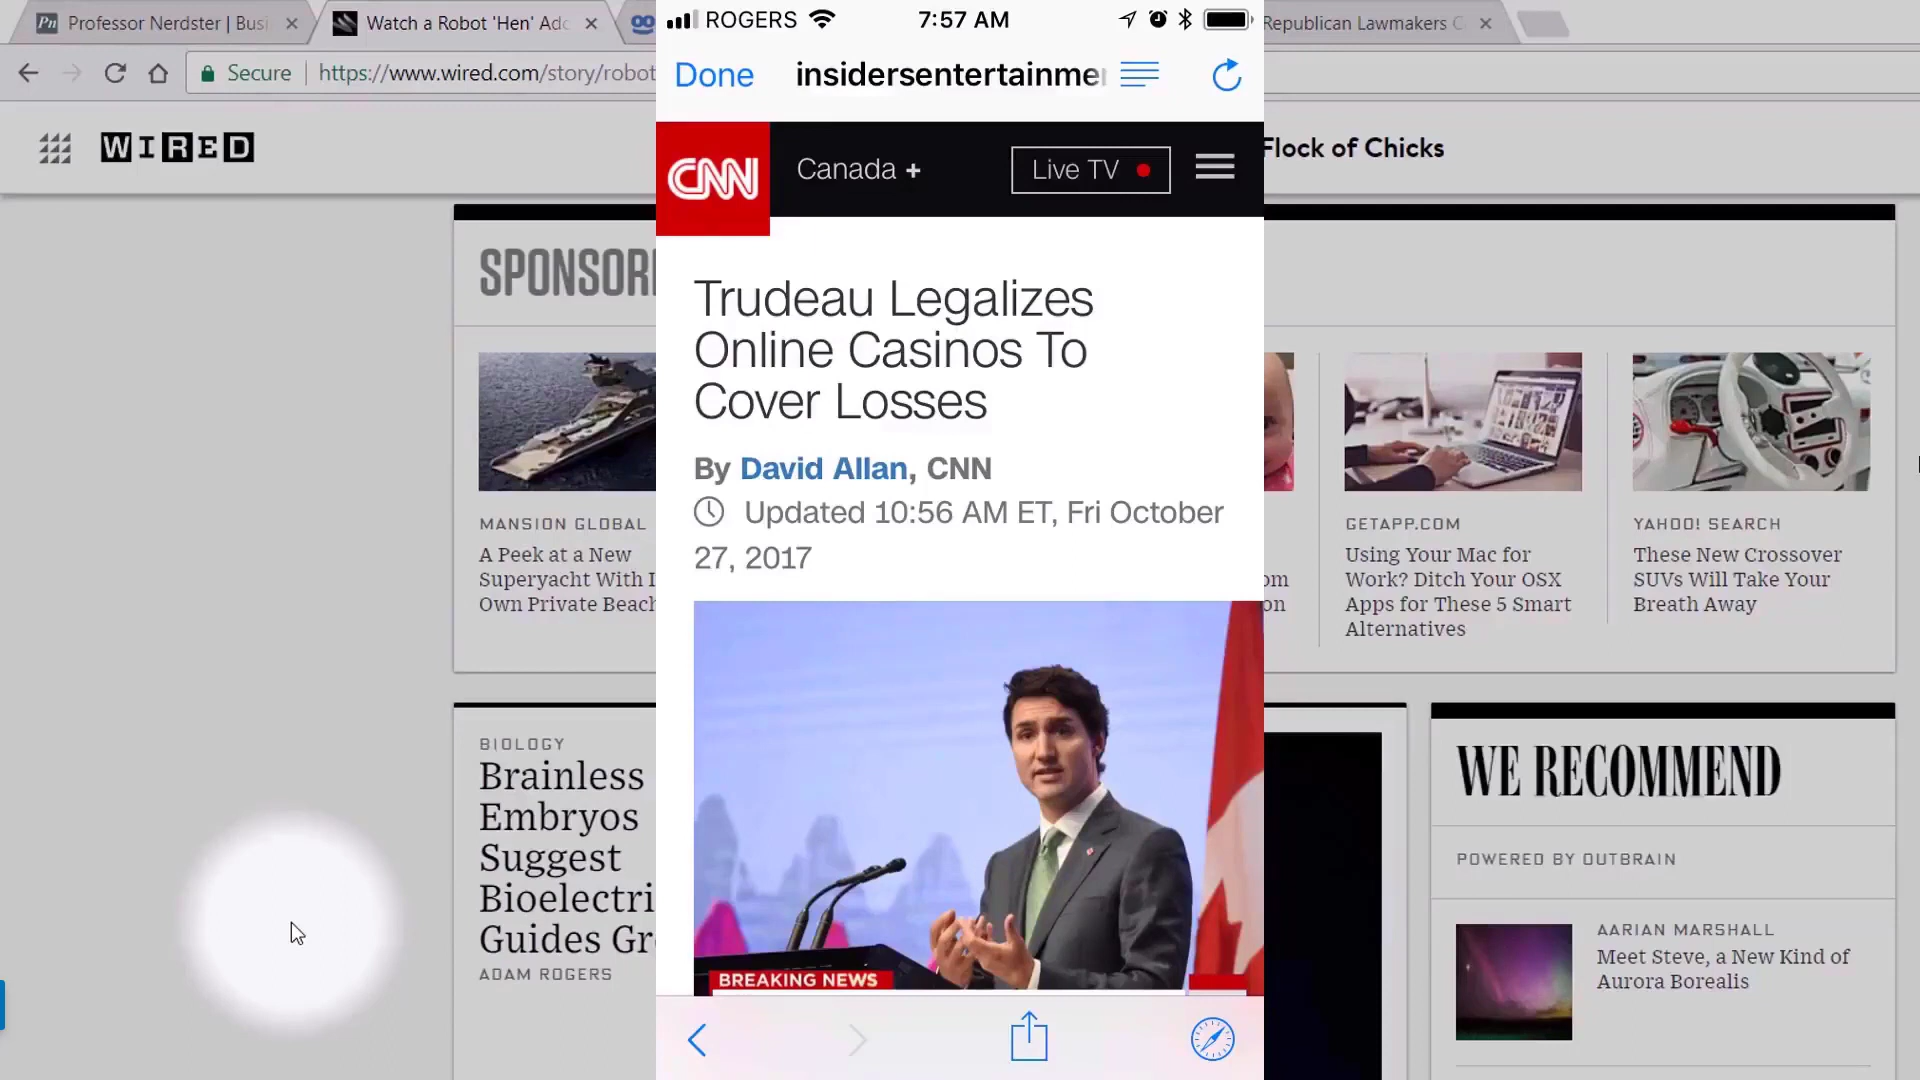 Professor Nerdster | Busi
Watch a Robot 'Hen' Ado
Republican Lawmakers C
Secure
https://www.wired.com/story/robot
WIRED
Flock of Chicks
SPONSOR
MANSION GLOBAL
A Peek at a New
Superyacht With I
Own Private Beach
BIOLOGY
Brainless
Embryos
Suggest
Bioelectri
Guides Gr
ADAM ROGERS
ROGERS
7:57 AM
Done
insidersentertainme
CNN
Canada +
Live TV
Trudeau Legalizes
Online Casinos To
Cover Losses
By David Allan, CNN
Updated 10:56 AM ET, Fri October
27, 2017
BREAKING NEWS
om
on
GETAPP.COM
Using Your Mac for
Work? Ditch Your OSX
Apps for These 5 Smart
Alternatives
YAHOO! SEARCH
These New Crossover
SUVs Will Take Your
Breath Away
WE RECOMMEND
POWERED BY OUTBRAIN
AARIAN MARSHALL
Meet Steve, a New Kind of
Aurora Borealis